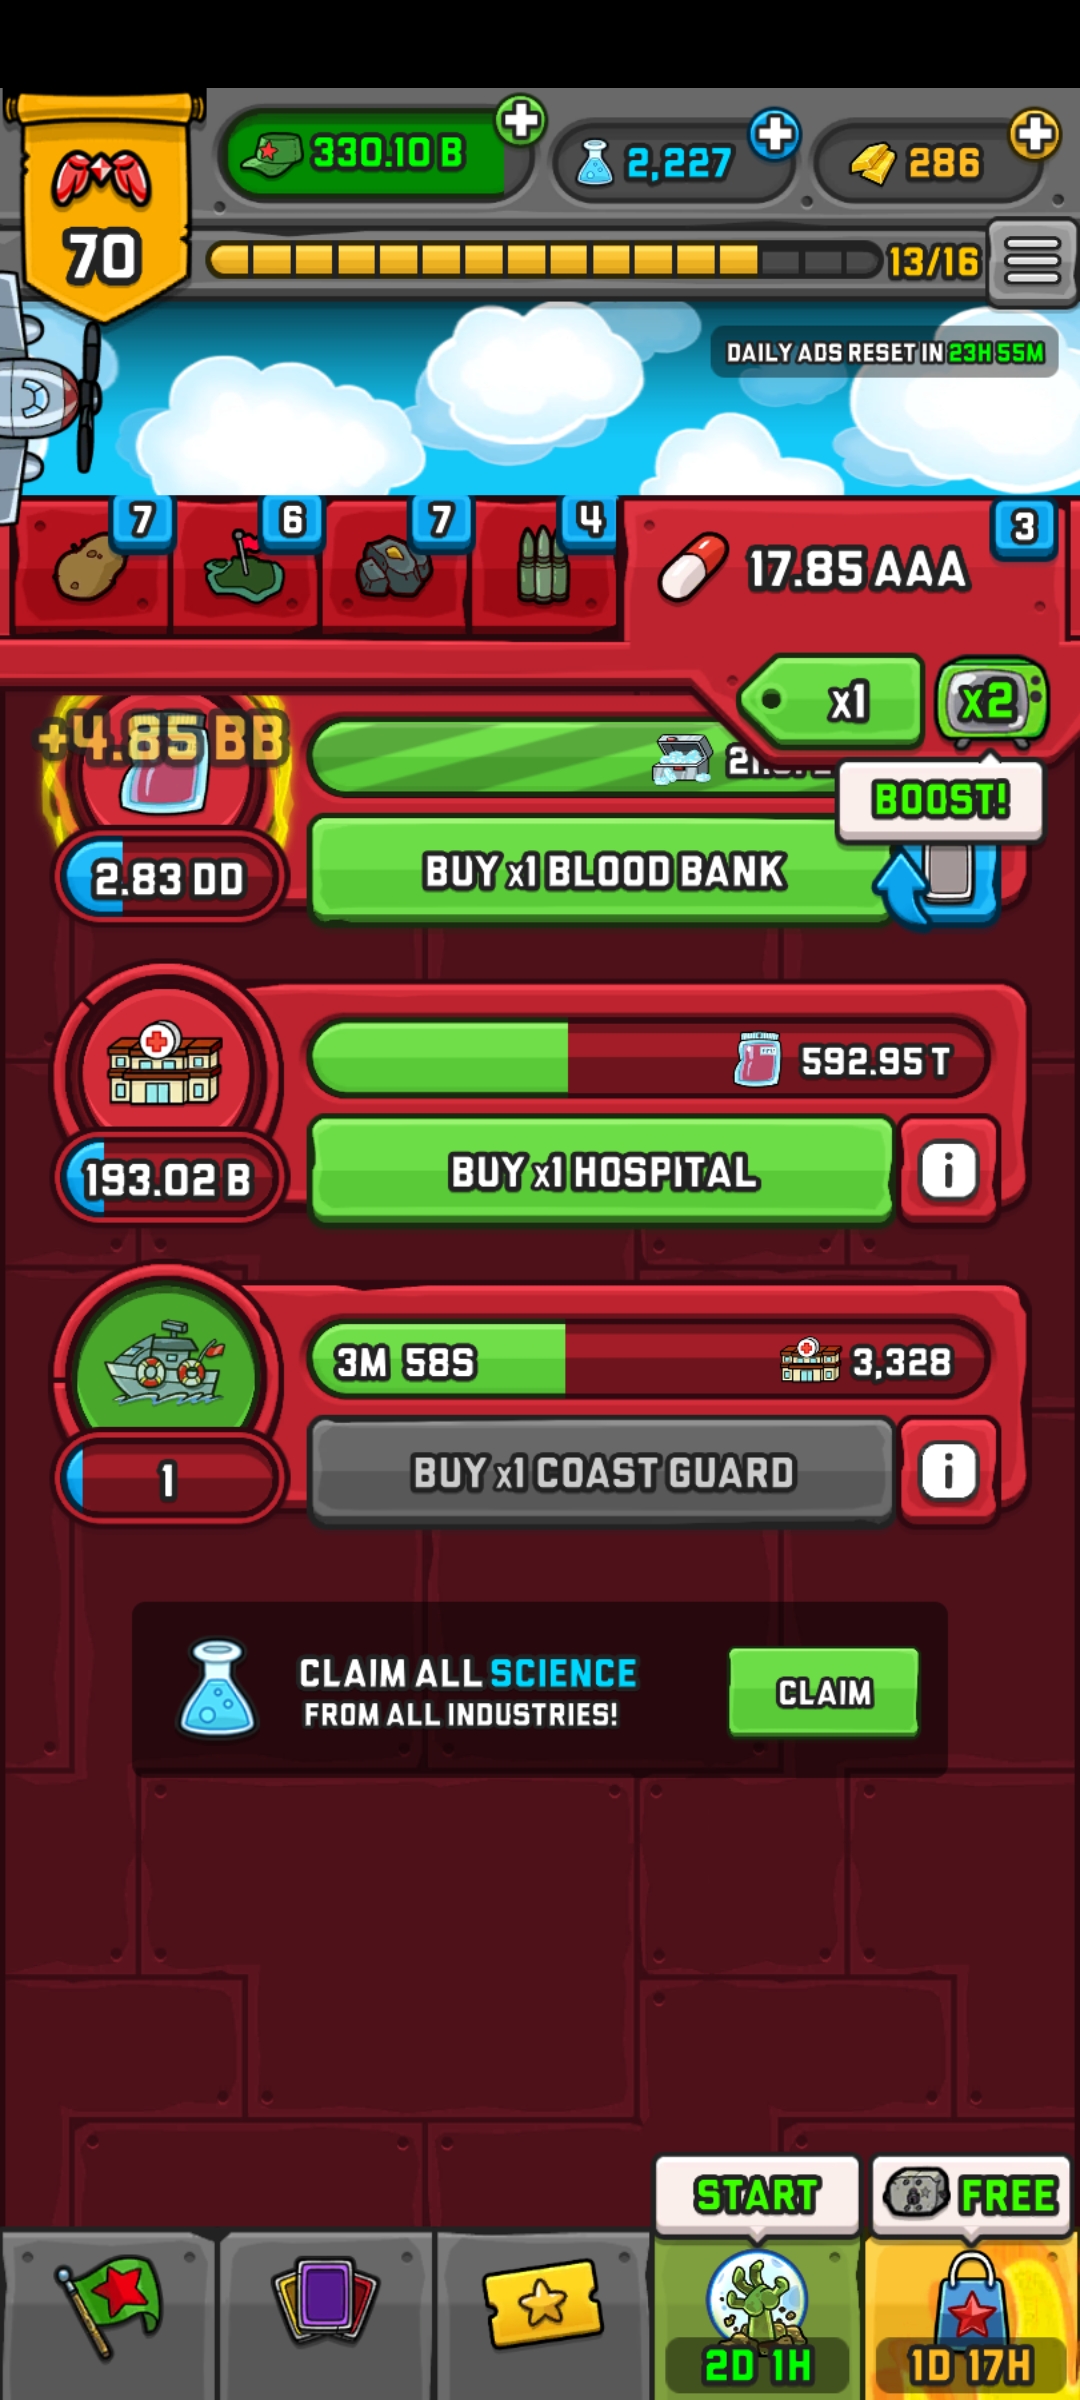 330.10 B
2,227
286
70
13/16
DAILY ADS RESET IN 23H 55M
7
6
7
4
3
17.85 AAA
x1
x2
+4.85 BB
BOOST!
2.83 DD
BUY x1 BLOOD BANK
592.95 T
193.02 B
BUY x1 HOSPITAL
i
3M 58S
3,328
1
BUY x1 COAST GUARD
i
CLAIM ALL SCIENCE
FROM ALL INDUSTRIES!
CLAIM
START
FREE
2D 1H
1D 17H